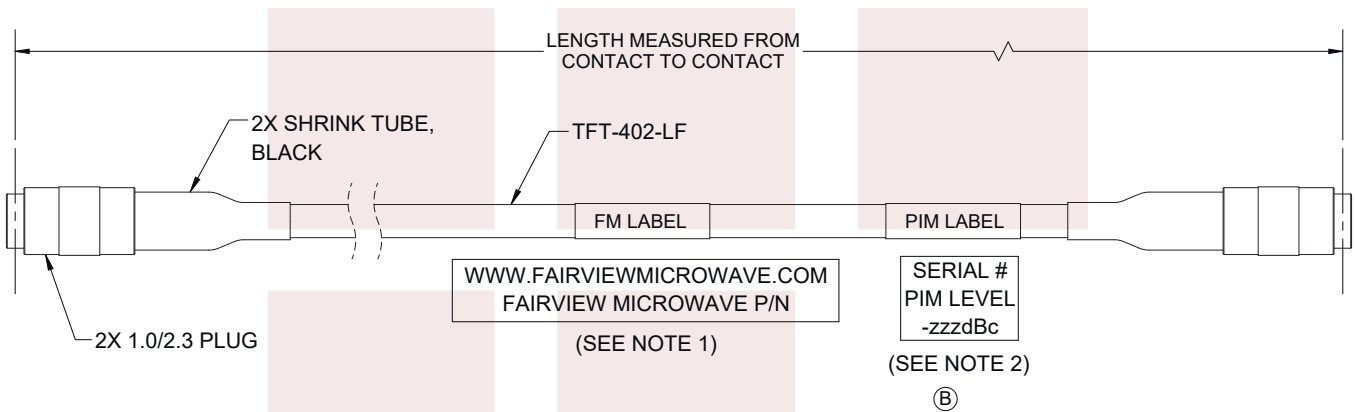 LENGTH MEASURED FROM
CONTACT TO CONTACT
2X SHRINK TUBE,
BLACK
TFT-402-LF
FM LABEL
PIM LABEL
WWW.FAIRVIEWMICROWAVE.COM
FAIRVIEW MICROWAVE P/N
(SEE NOTE 1)
SERIAL #
PIM LEVEL
-zzzdBc
(SEE NOTE 2)
B
2X 1.0/2.3 PLUG